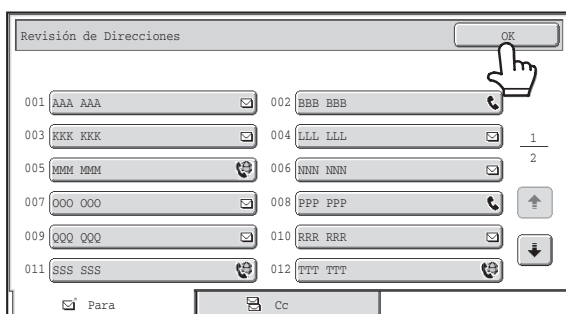 Revisión de Direcciones OK
001 AAA AAA 002 BBB BBB
003 KKK KKK 004 LLL LLL
1
005 MMM MMM 006 NNN NNN
2
007 OOO OOO 008 PPP PPP
009 QQQ QQQ 010 RRR RRR
011 SSS SSS 012 TTT TTT
Para Cc